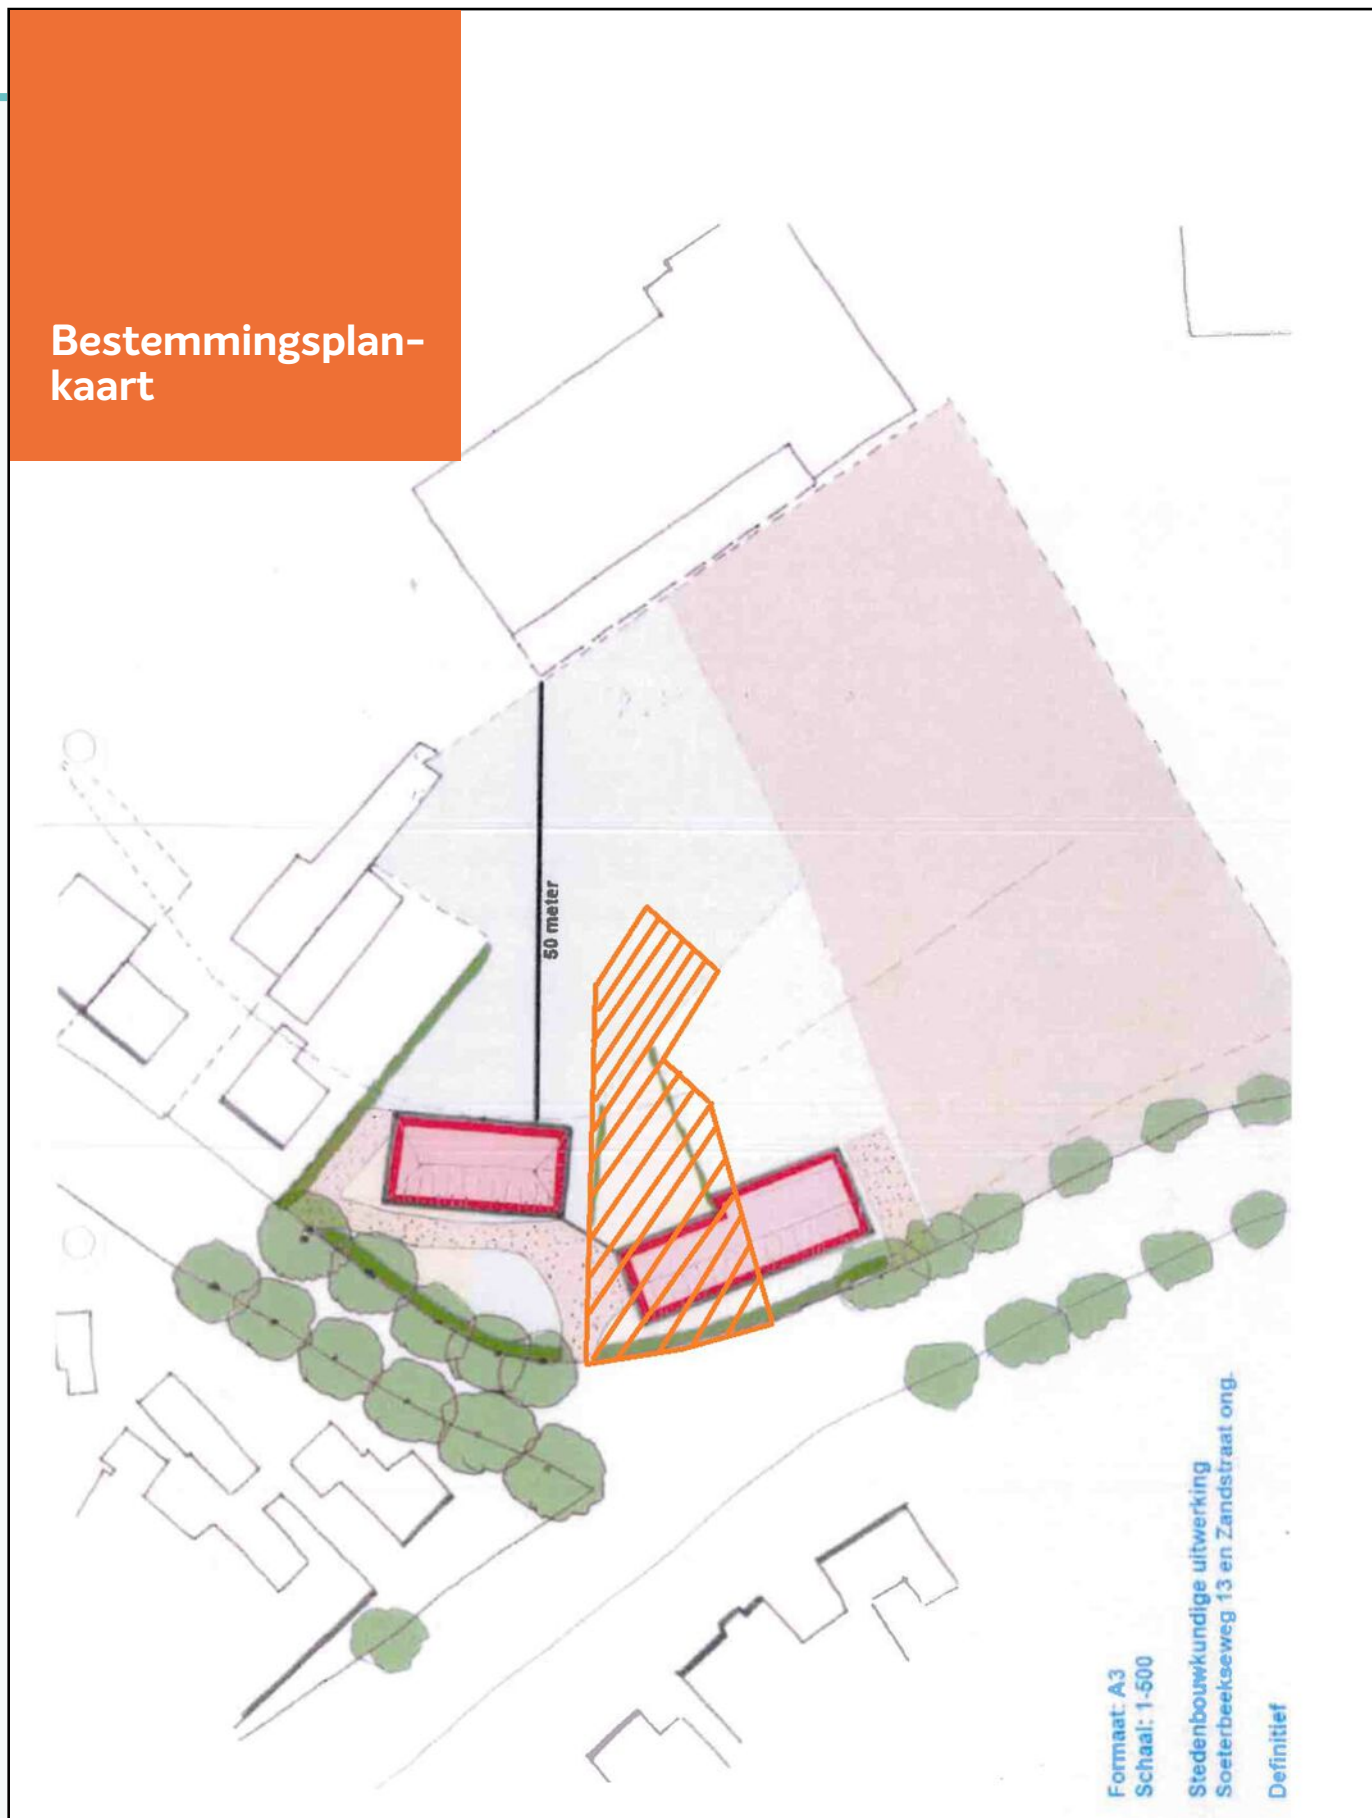 Bestemmingsplan-
kaart
50 meter
Formaat: A3
Schaal: 1-500
Stedenbouwkundige uitwerking
Soeterbeekseweg 13 en Zandstraat ong.
Definitief